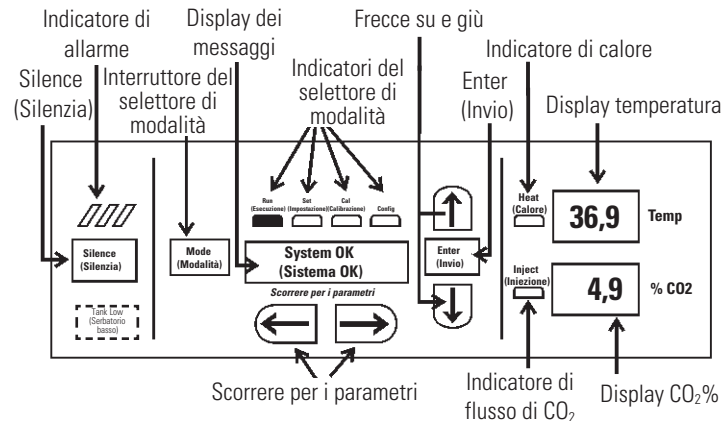 Indicatore di
allarme
Display dei
messaggi
Frecce su e giù
Indicatore di calore
Silence
(Silenzia)
Interruttore del
selettore di
modalità
Indicatori del
selettore di
modalità
Enter
(Invio)
Display temperatura
Run
(Esecuzione)
Set
(Impostazione)
Cal
(Calibrazione)
Config
Heat
(Calore)
36,9
Temp
Silence
(Silenzia)
Mode
(Modalità)
System OK
(Sistema OK)
Enter
(Invio)
Inject
(Iniezione)
4,9
% CO2
Scorrere per i parametri
Tank Low
(Serbatorio
basso)
Scorrere per i parametri
Indicatore di
flusso di CO₂
Display CO₂%